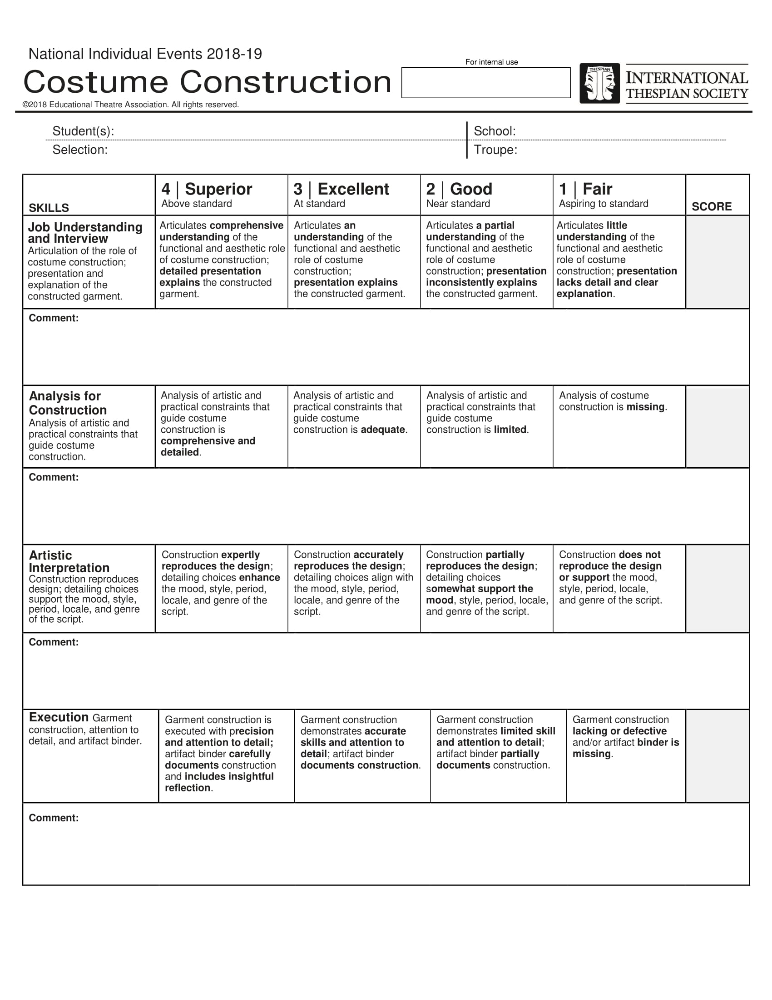 National Individual Events 2018-19
Costume Construction
©2018 Educational Theatre Association. All rights reserved.
For internal use
THESPIAN
INTERNATIONAL
THESPIAN SOCIETY
Student(s):
School:
Selection:
Troupe:
SKILLS
4 | Superior
Above standard
3 | Excellent
At standard
2 | Good
Near standard
1 | Fair
Aspiring to standard
SCORE
Job Understanding
and Interview
Articulation of the role of
costume construction;
presentation and
explanation of the
constructed garment.
Articulates comprehensive
understanding of the
functional and aesthetic role
of costume construction;
detailed presentation
explains the constructed
garment.
Articulates an
understanding of the
functional and aesthetic
role of costume
construction;
presentation explains
the constructed garment.
Articulates a partial
understanding of the
functional and aesthetic
role of costume
construction; presentation
inconsistently explains
the constructed garment.
Articulates little
understanding of the
functional and aesthetic
role of costume
construction; presentation
lacks detail and clear
explanation.
Comment:
Analysis for
Construction
Analysis of artistic and
practical constraints that
guide costume
construction.
Analysis of artistic and
practical constraints that
guide costume
construction is
comprehensive and
detailed.
Analysis of artistic and
practical constraints that
guide costume
construction is adequate.
Analysis of artistic and
practical constraints that
guide costume
construction is limited.
Analysis of costume
construction is missing.
Comment:
Artistic
Interpretation
Construction reproduces
design; detailing choices
support the mood, style,
period, locale, and genre
of the script.
Construction expertly
reproduces the design;
detailing choices enhance
the mood, style, period,
locale, and genre of the
script.
Construction accurately
reproduces the design;
detailing choices align with
the mood, style, period,
locale, and genre of the
script.
Construction partially
reproduces the design;
detailing choices
somewhat support the
mood, style, period, locale,
and genre of the script.
Construction does not
reproduce the design
or support the mood,
style, period, locale,
and genre of the script.
Comment:
Execution Garment
construction, attention to
detail, and artifact binder.
Garment construction is
executed with precision
and attention to detail;
artifact binder carefully
documents construction
and includes insightful
reflection.
Garment construction
demonstrates accurate
skills and attention to
detail; artifact binder
documents construction.
Garment construction
demonstrates limited skill
and attention to detail;
artifact binder partially
documents construction.
Garment construction
lacking or defective
and/or artifact binder is
missing.
Comment: